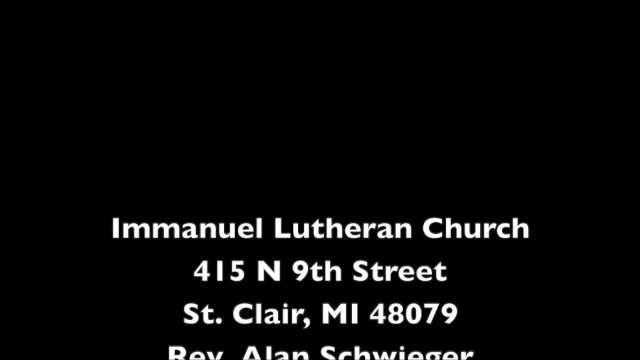 Immanuel Lutheran Church
415 N 9th Street
St. Clair, MI 48079
Rev. Alan Schwieger